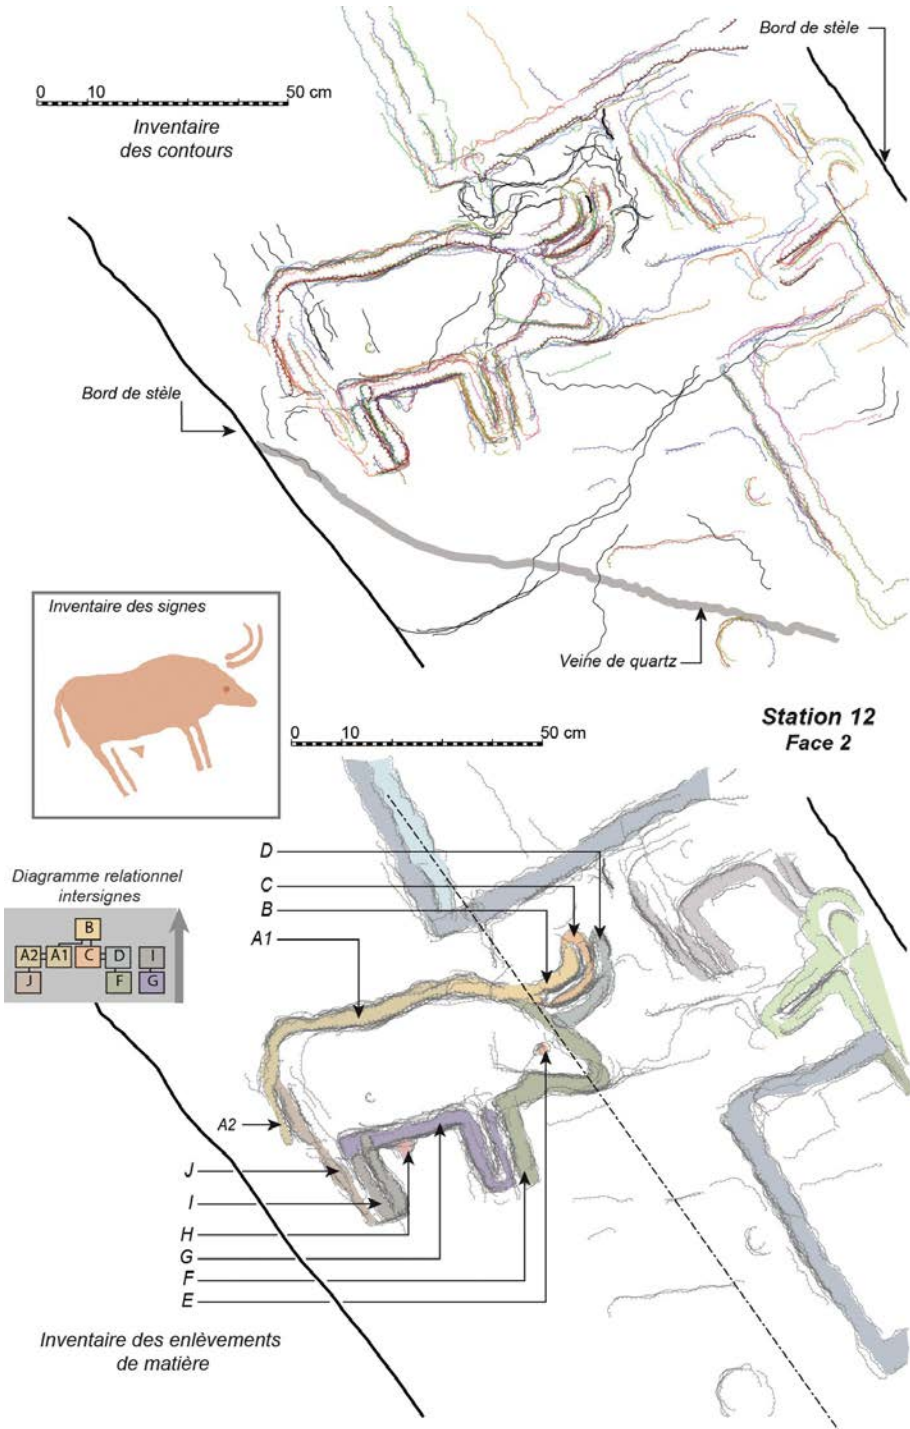 Bord de stèle
0 10 50 cm
Inventaire
des contours
Bord de stèle
Inventaire des signes
Veine de quartz
Station 12
Face 2
0 10 50 cm
D
C
B
A1
Diagramme relationnel
intersignes
B
A2 A1 C D I
J F G
A2
J
I
H
G
F
E
Inventaire des enlèvements
de matière